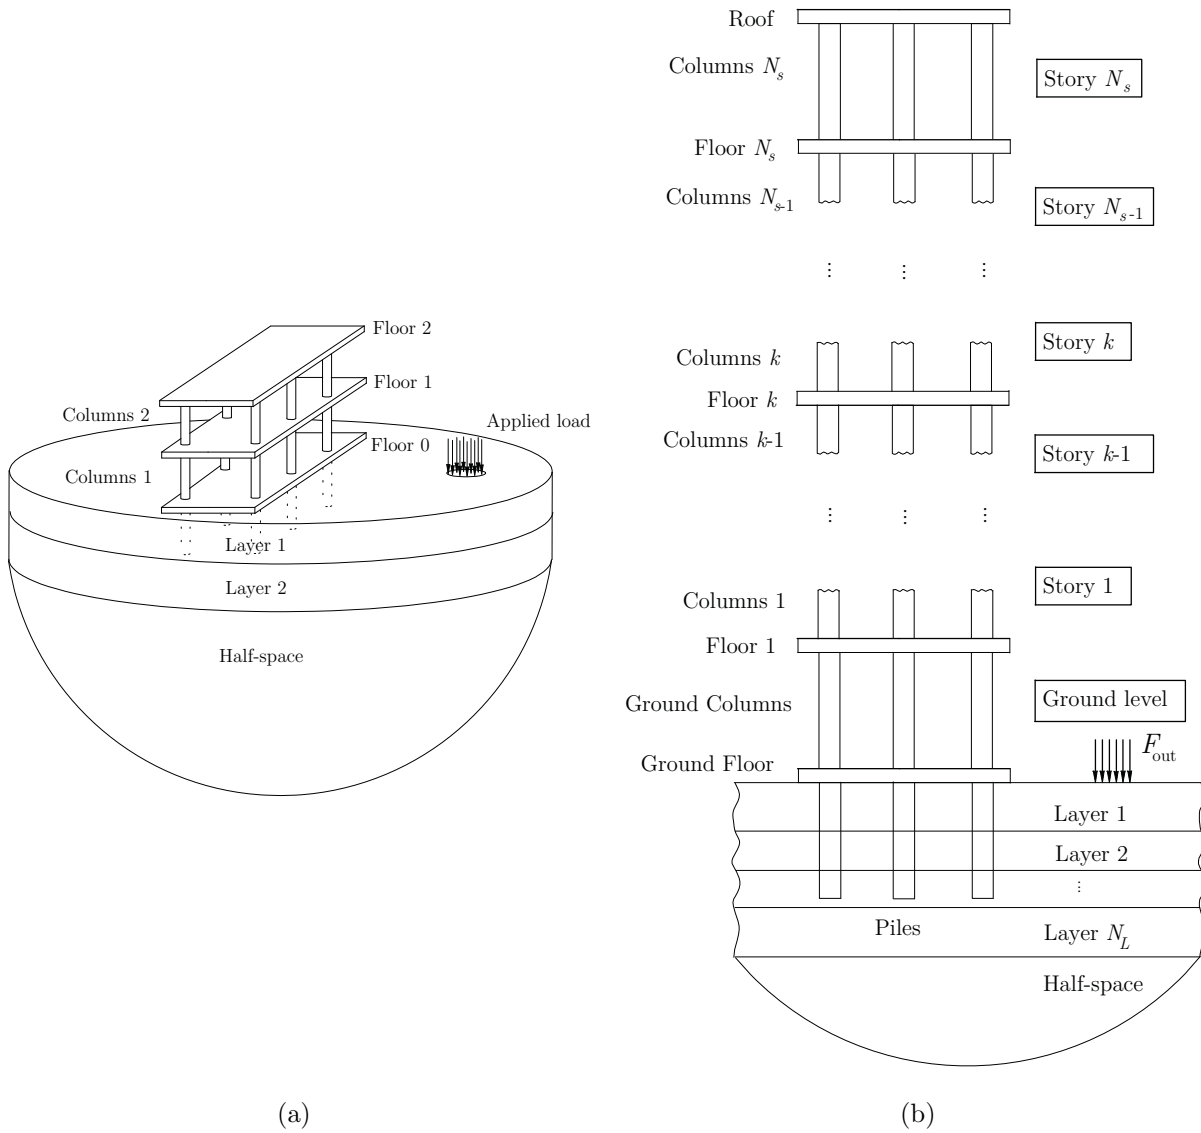 Floor 2
Floor 1
Columns 2
Applied load
Floor 0
Columns 1
Layer 1
Layer 2
Half-space
(a)
Roof
Columns N_s
Story N_s
Floor N_s
Columns N_{s-1}
Story N_{s-1}
⋮ ⋮ ⋮
Story k
Columns k
Floor k
Columns k-1
Story k-1
⋮ ⋮ ⋮
Story 1
Columns 1
Floor 1
Ground Columns
Ground level
Ground Floor
F_out
Layer 1
Layer 2
⋮
Piles
Layer N_L
Half-space
(b)